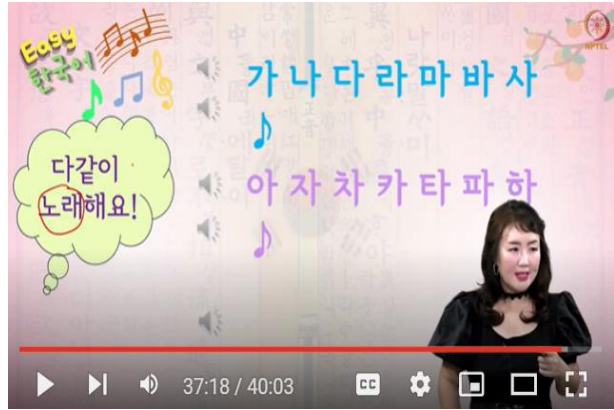 Easy
한국어
NPTEL
가 나 다 라 마 바 사
♪
아 자 차 카 타 파 하
♪
다같이
노래해요!
37:18 / 40:03
CC